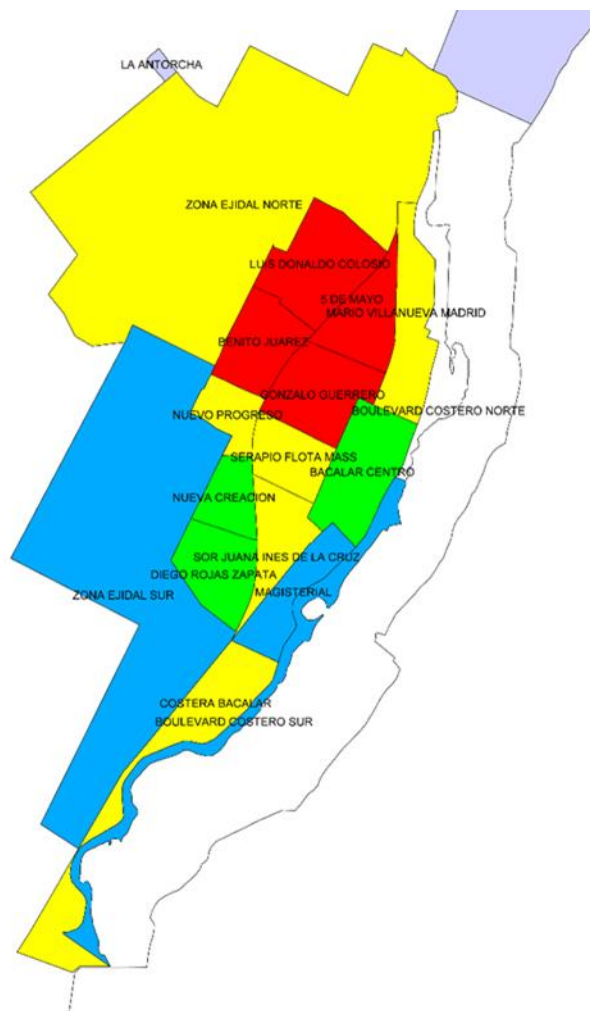 LA ANTORCHA
ZONA EJIDAL NORTE
LUIS DONALDO COLOSIO
5 DE MAYO
MARIO VILLANUEVA MADRID
BENITO JUAREZ
GONZALO GUERRERO
BOULEVARD COSTERO NORTE
NUEVO PROGRESO
SERAPIO FLOTA MASS
BACALAR CENTRO
NUEVA CREACION
SOR JUANA INES DE LA CRUZ
DIEGO ROJAS ZAPATA
ZONA EJIDAL SUR
MAGISTERIAL
COSTERA BACALAR
BOULEVARD COSTERO SUR